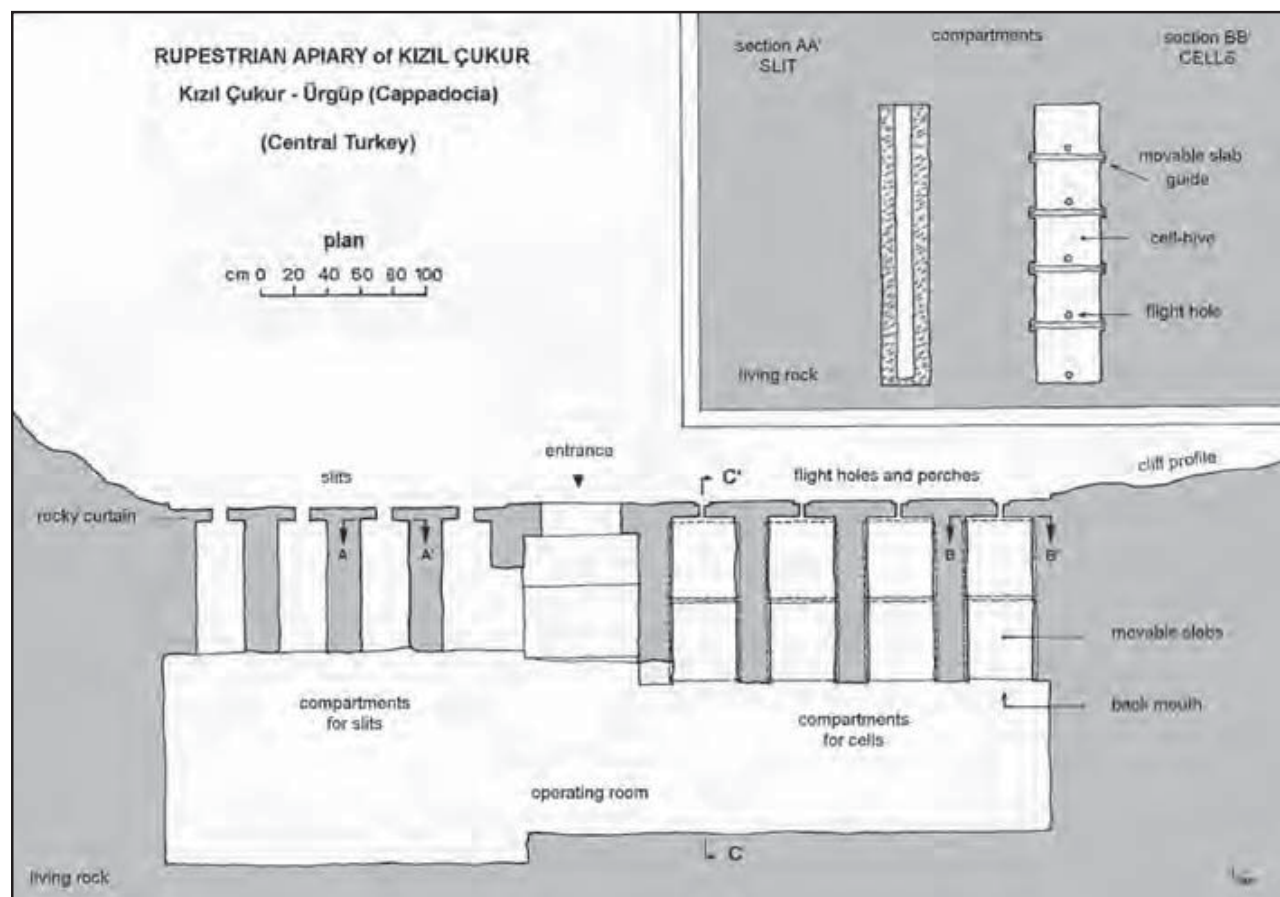 RUPESTRIAN APIARY of KIZIL ÇUKUR
Kızıl Çukur - Ürgüp (Cappadocia)
(Central Turkey)
plan
cm 0 20 40 60 80 100
section AA'
SLIT
compartments
section BB'
CELLS
movable slab
guide
cell-hive
flight hole
living rock
entrance
slits
C'
flight holes and perches
cliff profile
rocky curtain
A
A'
B
B'
movable slabs
back mouth
compartments
for slits
compartments
for cells
operating room
C
living rock